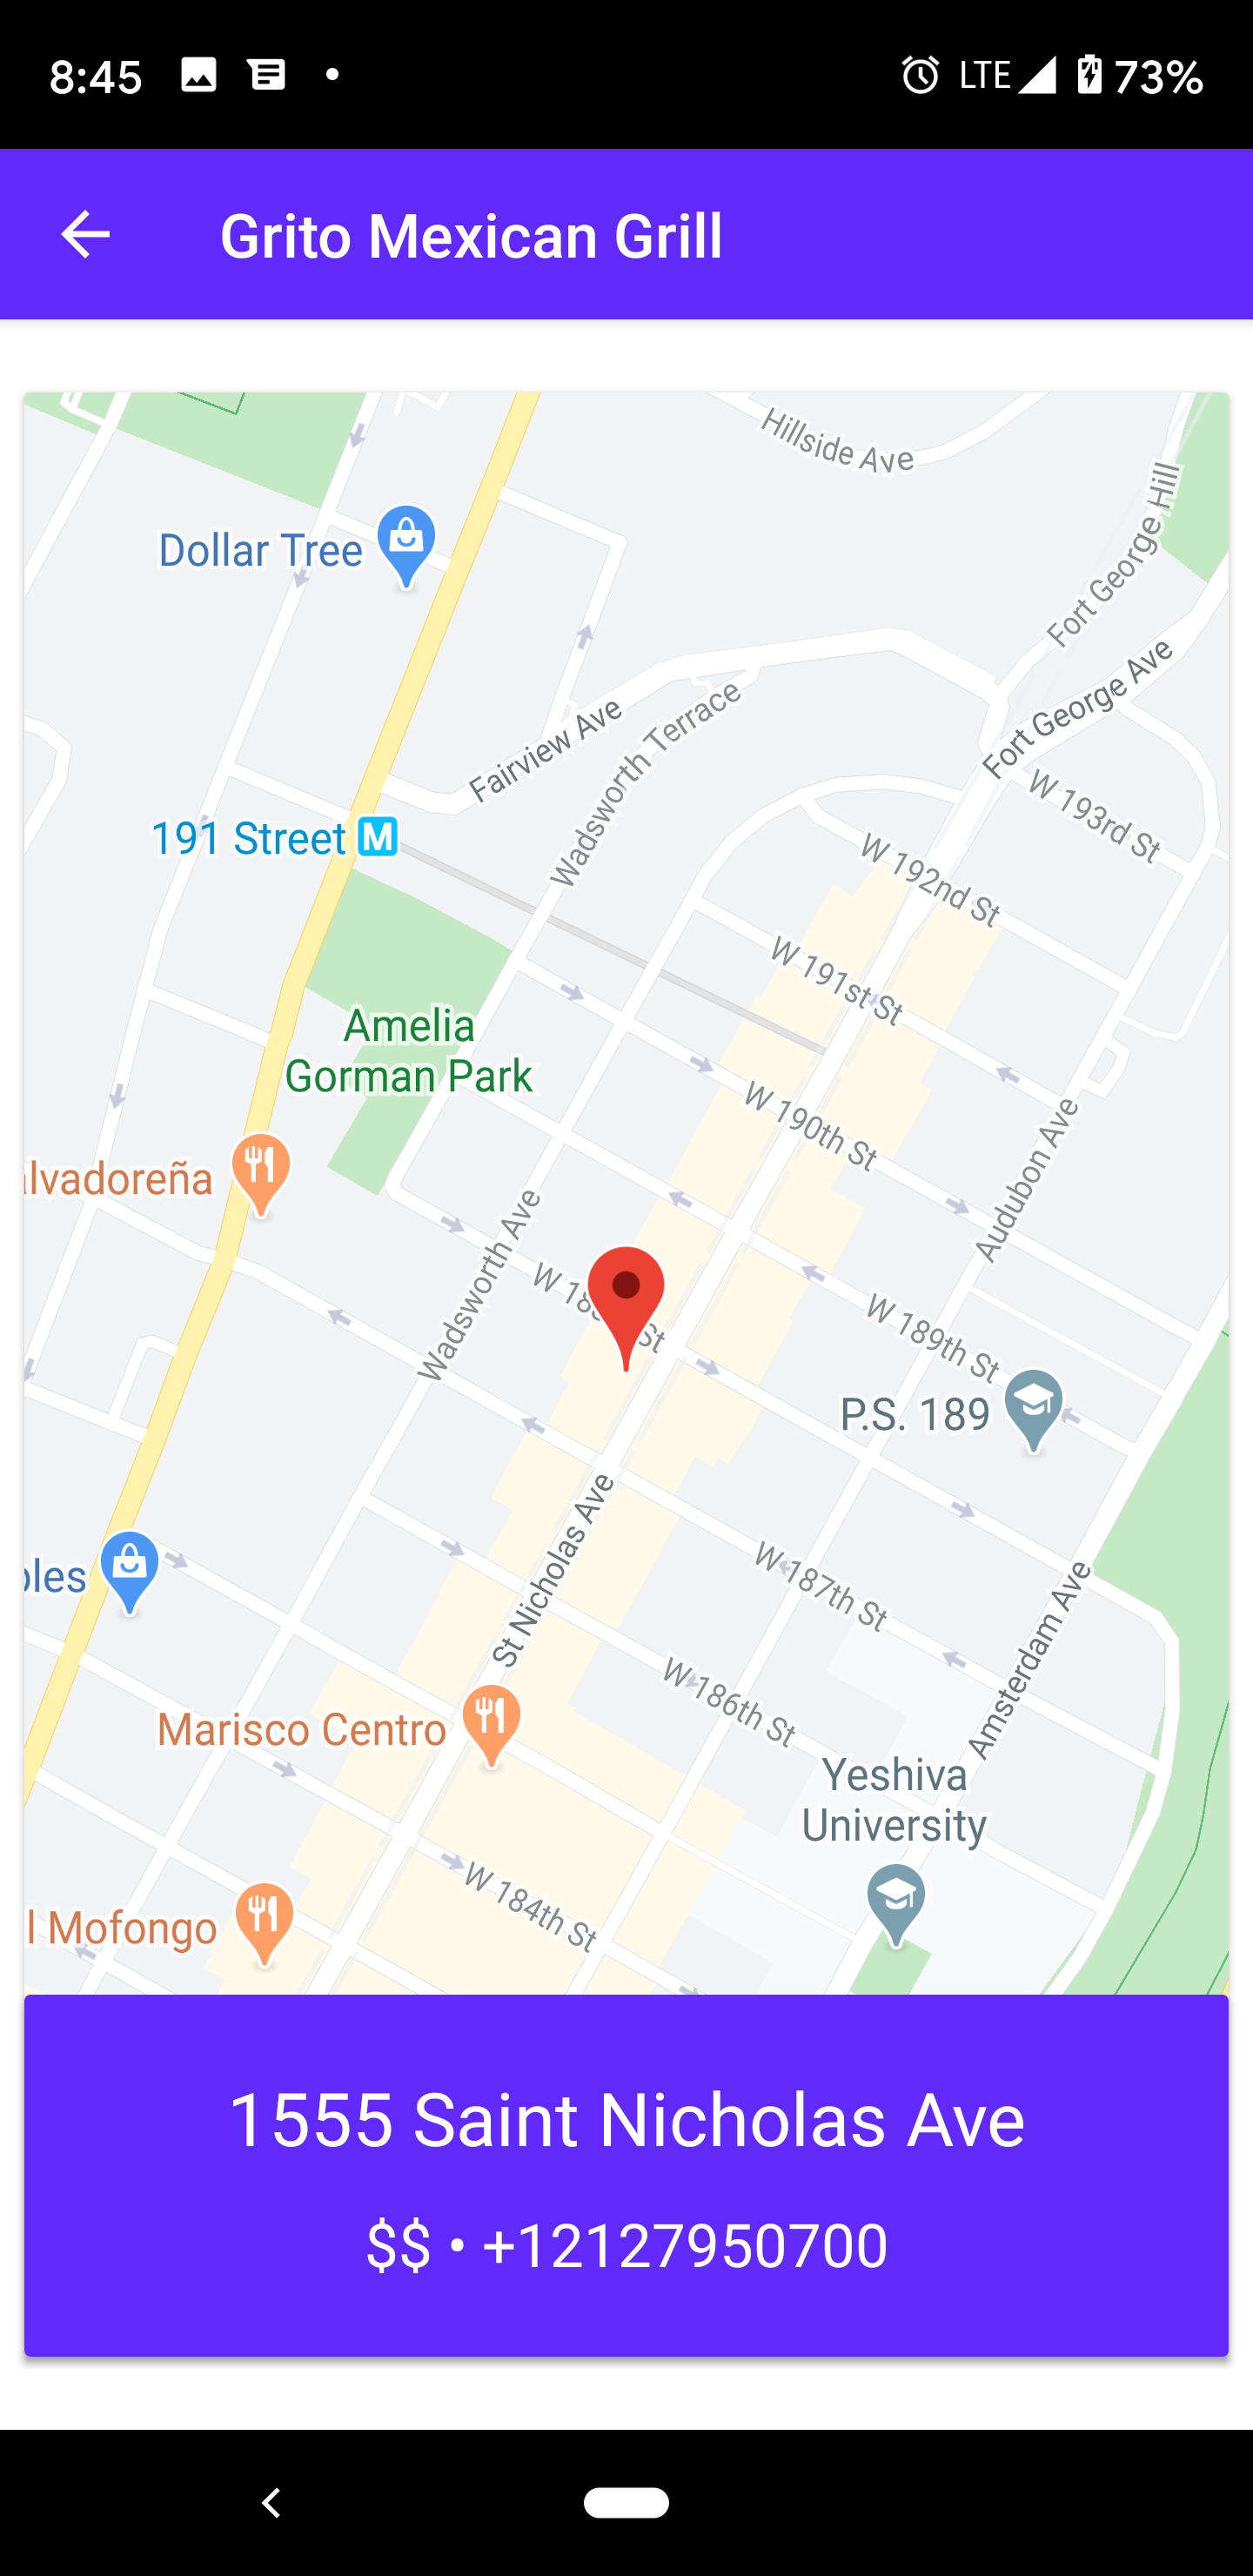 8:45
LTE 73%
Grito Mexican Grill
Hillside Ave
Fort George Hill
Dollar Tree
Fort George Ave
Fairview Ave
Wadsworth Terrace
W 193rd St
191 Street M
W 192nd St
W 191st St
Amelia
Gorman Park
W 190th St
Audubon Ave
lvadoreña
Wadsworth Ave
St
W 189th St
P.S. 189
St Nicholas Ave
W 187th St
oles
Amsterdam Ave
W 186th St
Marisco Centro
Yeshiva
University
W 184th St
l Mofongo
1555 Saint Nicholas Ave
$$ • +12127950700